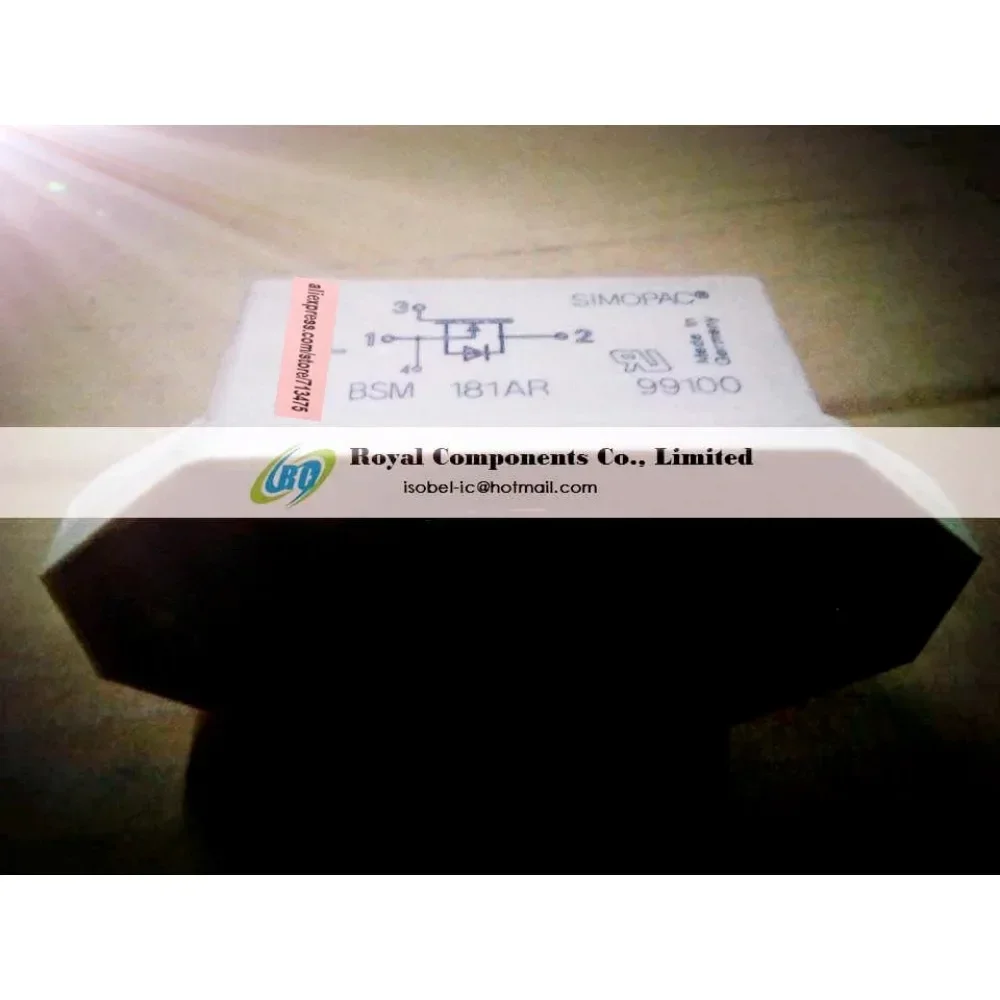 aliexpress.com/store/713475
SIMOPAC®
3
1
2
4
Made in
Germany
BSM 181AR
99100
Royal Components Co., Limited
isobel-ic@hotmail.com